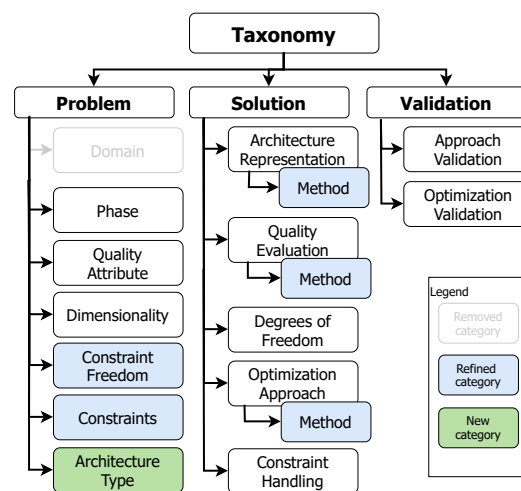 Taxonomy
Problem
Domain
Phase
Quality
Attribute
Dimensionality
Constraint
Freedom
Constraints
Architecture
Type
Solution
Architecture
Representation
Method
Quality
Evaluation
Method
Degrees of
Freedom
Optimization
Approach
Method
Constraint
Handling
Validation
Approach
Validation
Optimization
Validation
Legend
Removed
category
Refined
category
New
category